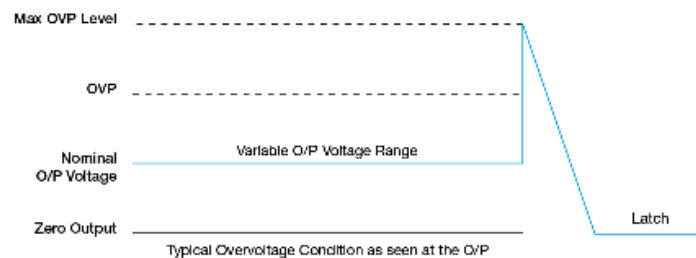 Max OVP Level
OVP
Variable O/P Voltage Range
Nominal
O/P Voltage
Zero Output
Latch
Typical Overvoltage Condition as seen at the O/P